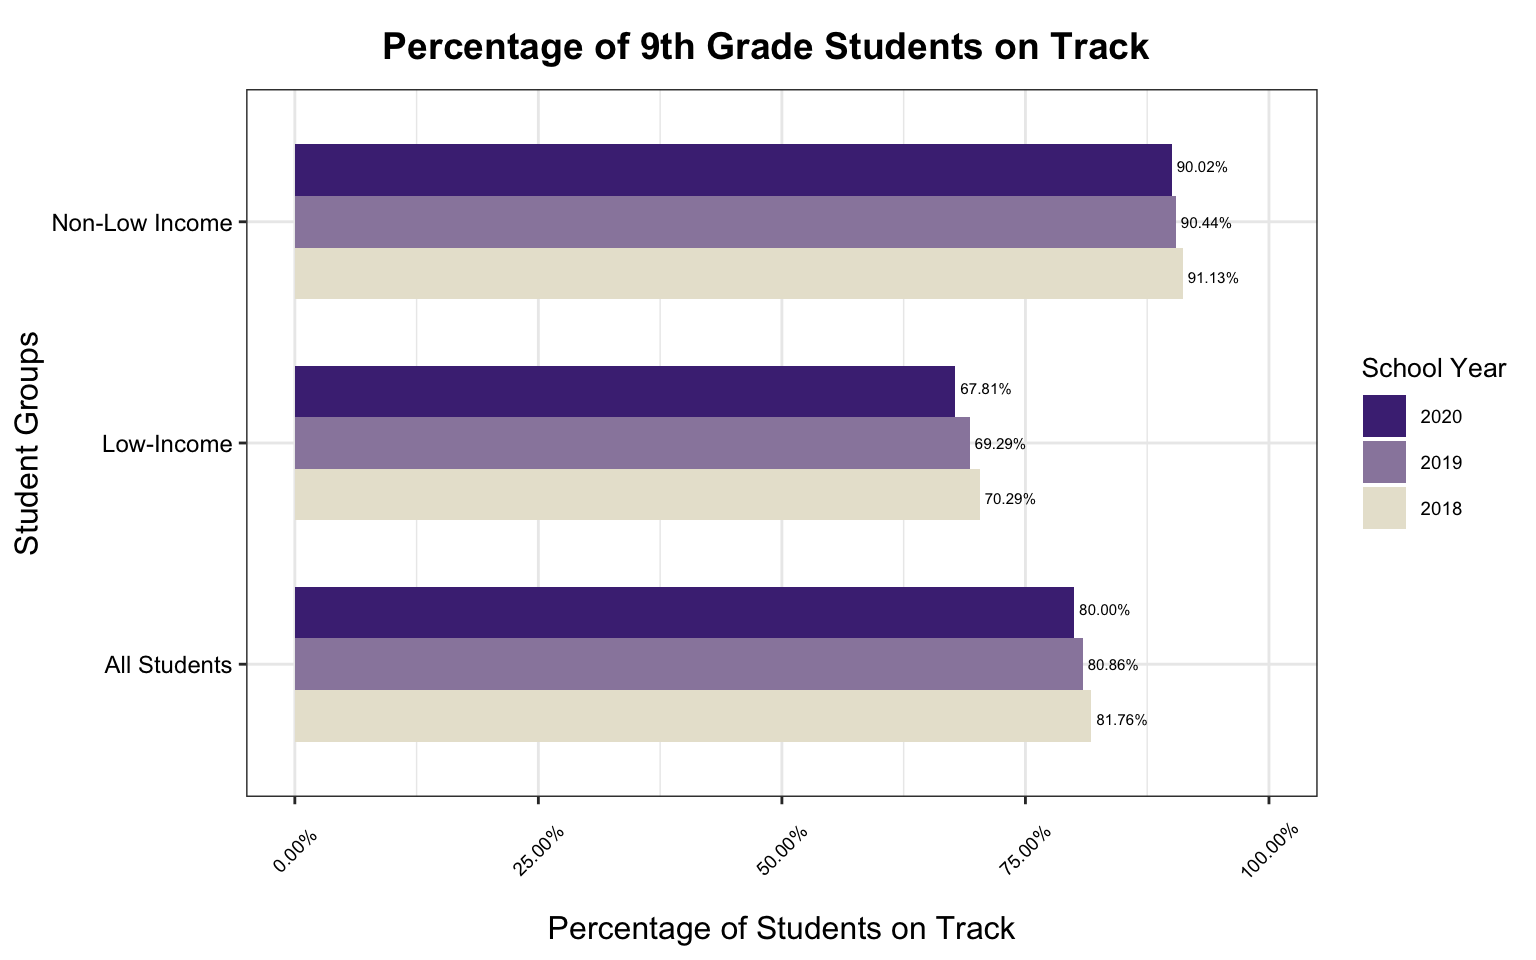 Percentage of 9th Grade Students on Track
Student Groups
Non-Low Income
90.02%
90.44%
91.13%
Low-Income
67.81%
69.29%
70.29%
All Students
80.00%
80.86%
81.76%
0.00%
25.00%
50.00%
75.00%
100.00%
Percentage of Students on Track
School Year
2020
2019
2018